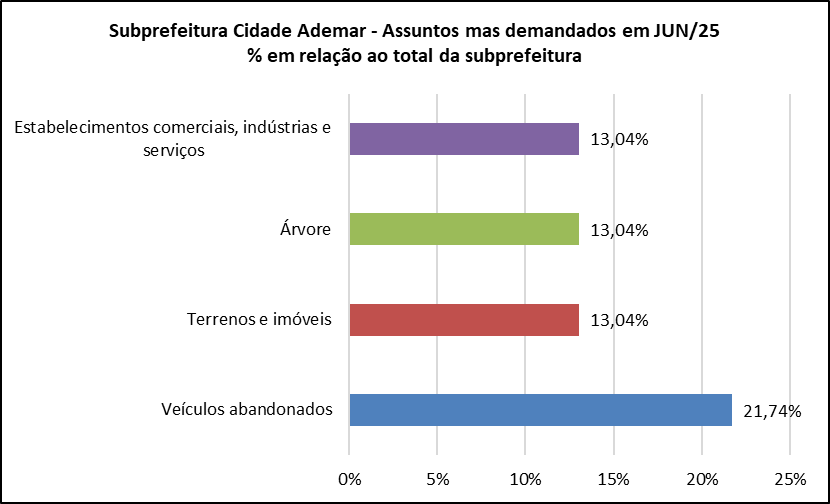 Subprefeitura Cidade Ademar - Assuntos mas demandados em JUN/25
% em relação ao total da subprefeitura
Estabelecimentos comerciais, indústrias e
serviços
13,04%
Árvore
13,04%
Terrenos e imóveis
13,04%
Veículos abandonados
21,74%
0%
5%
10%
15%
20%
25%